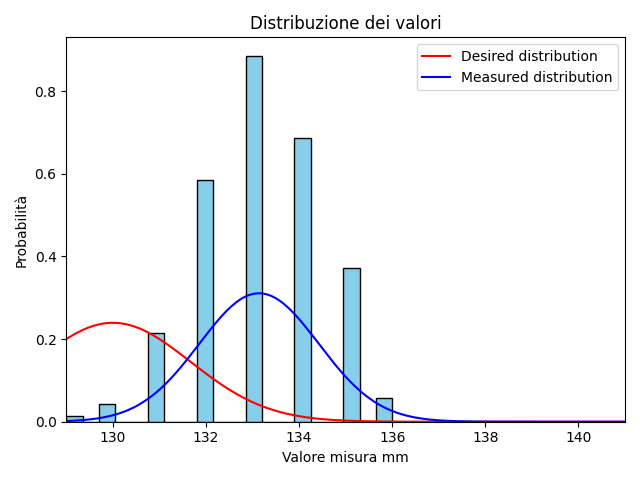 Distribuzione dei valori
Desired distribution
Measured distribution
Probabilità
0.8
0.6
0.4
0.2
0.0
130 132 134 136 138 140
Valore misura mm